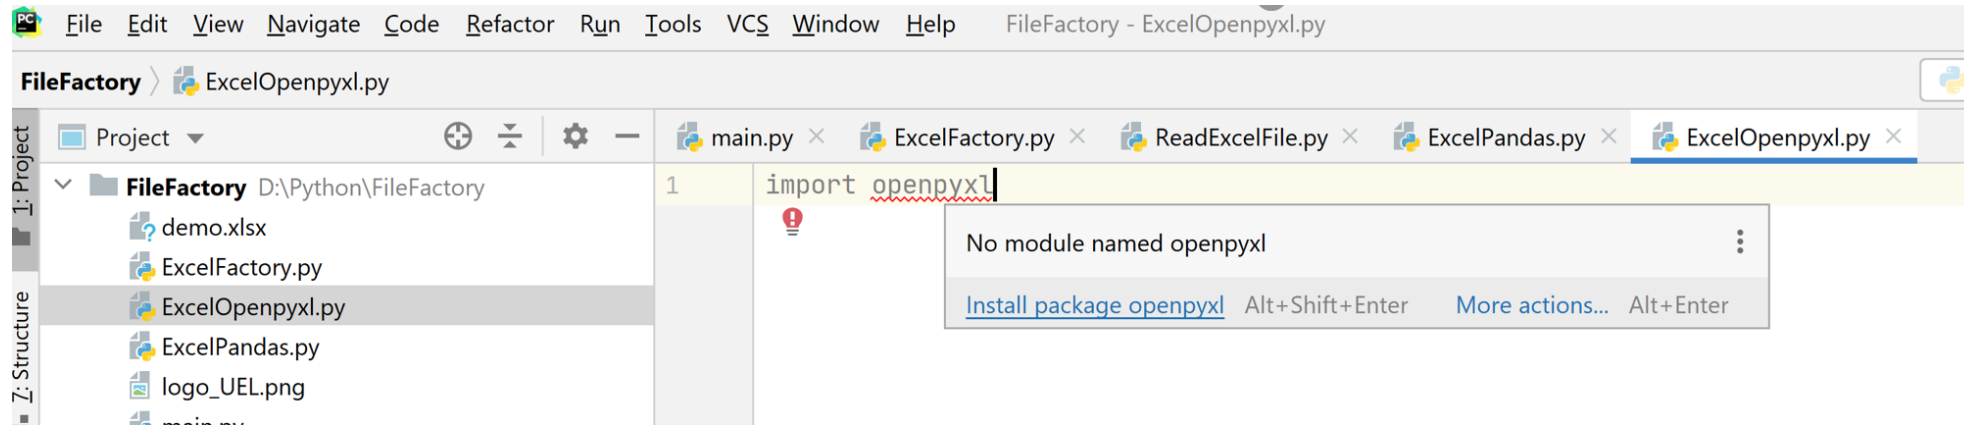 PC File Edit View Navigate Code Refactor Run Tools VCS Window Help FileFactory - ExcelOpenpyxl.py
FileFactory ExcelOpenpyxl.py
1: Project
7: Structure
Project
FileFactory D:\Python\FileFactory
demo.xlsx
ExcelFactory.py
ExcelOpenpyxl.py
ExcelPandas.py
logo_UEL.png
main.py
main.py ExcelFactory.py ReadExcelFile.py ExcelPandas.py ExcelOpenpyxl.py
1 import openpyxl
No module named openpyxl
Install package openpyxl Alt+Shift+Enter More actions... Alt+Enter